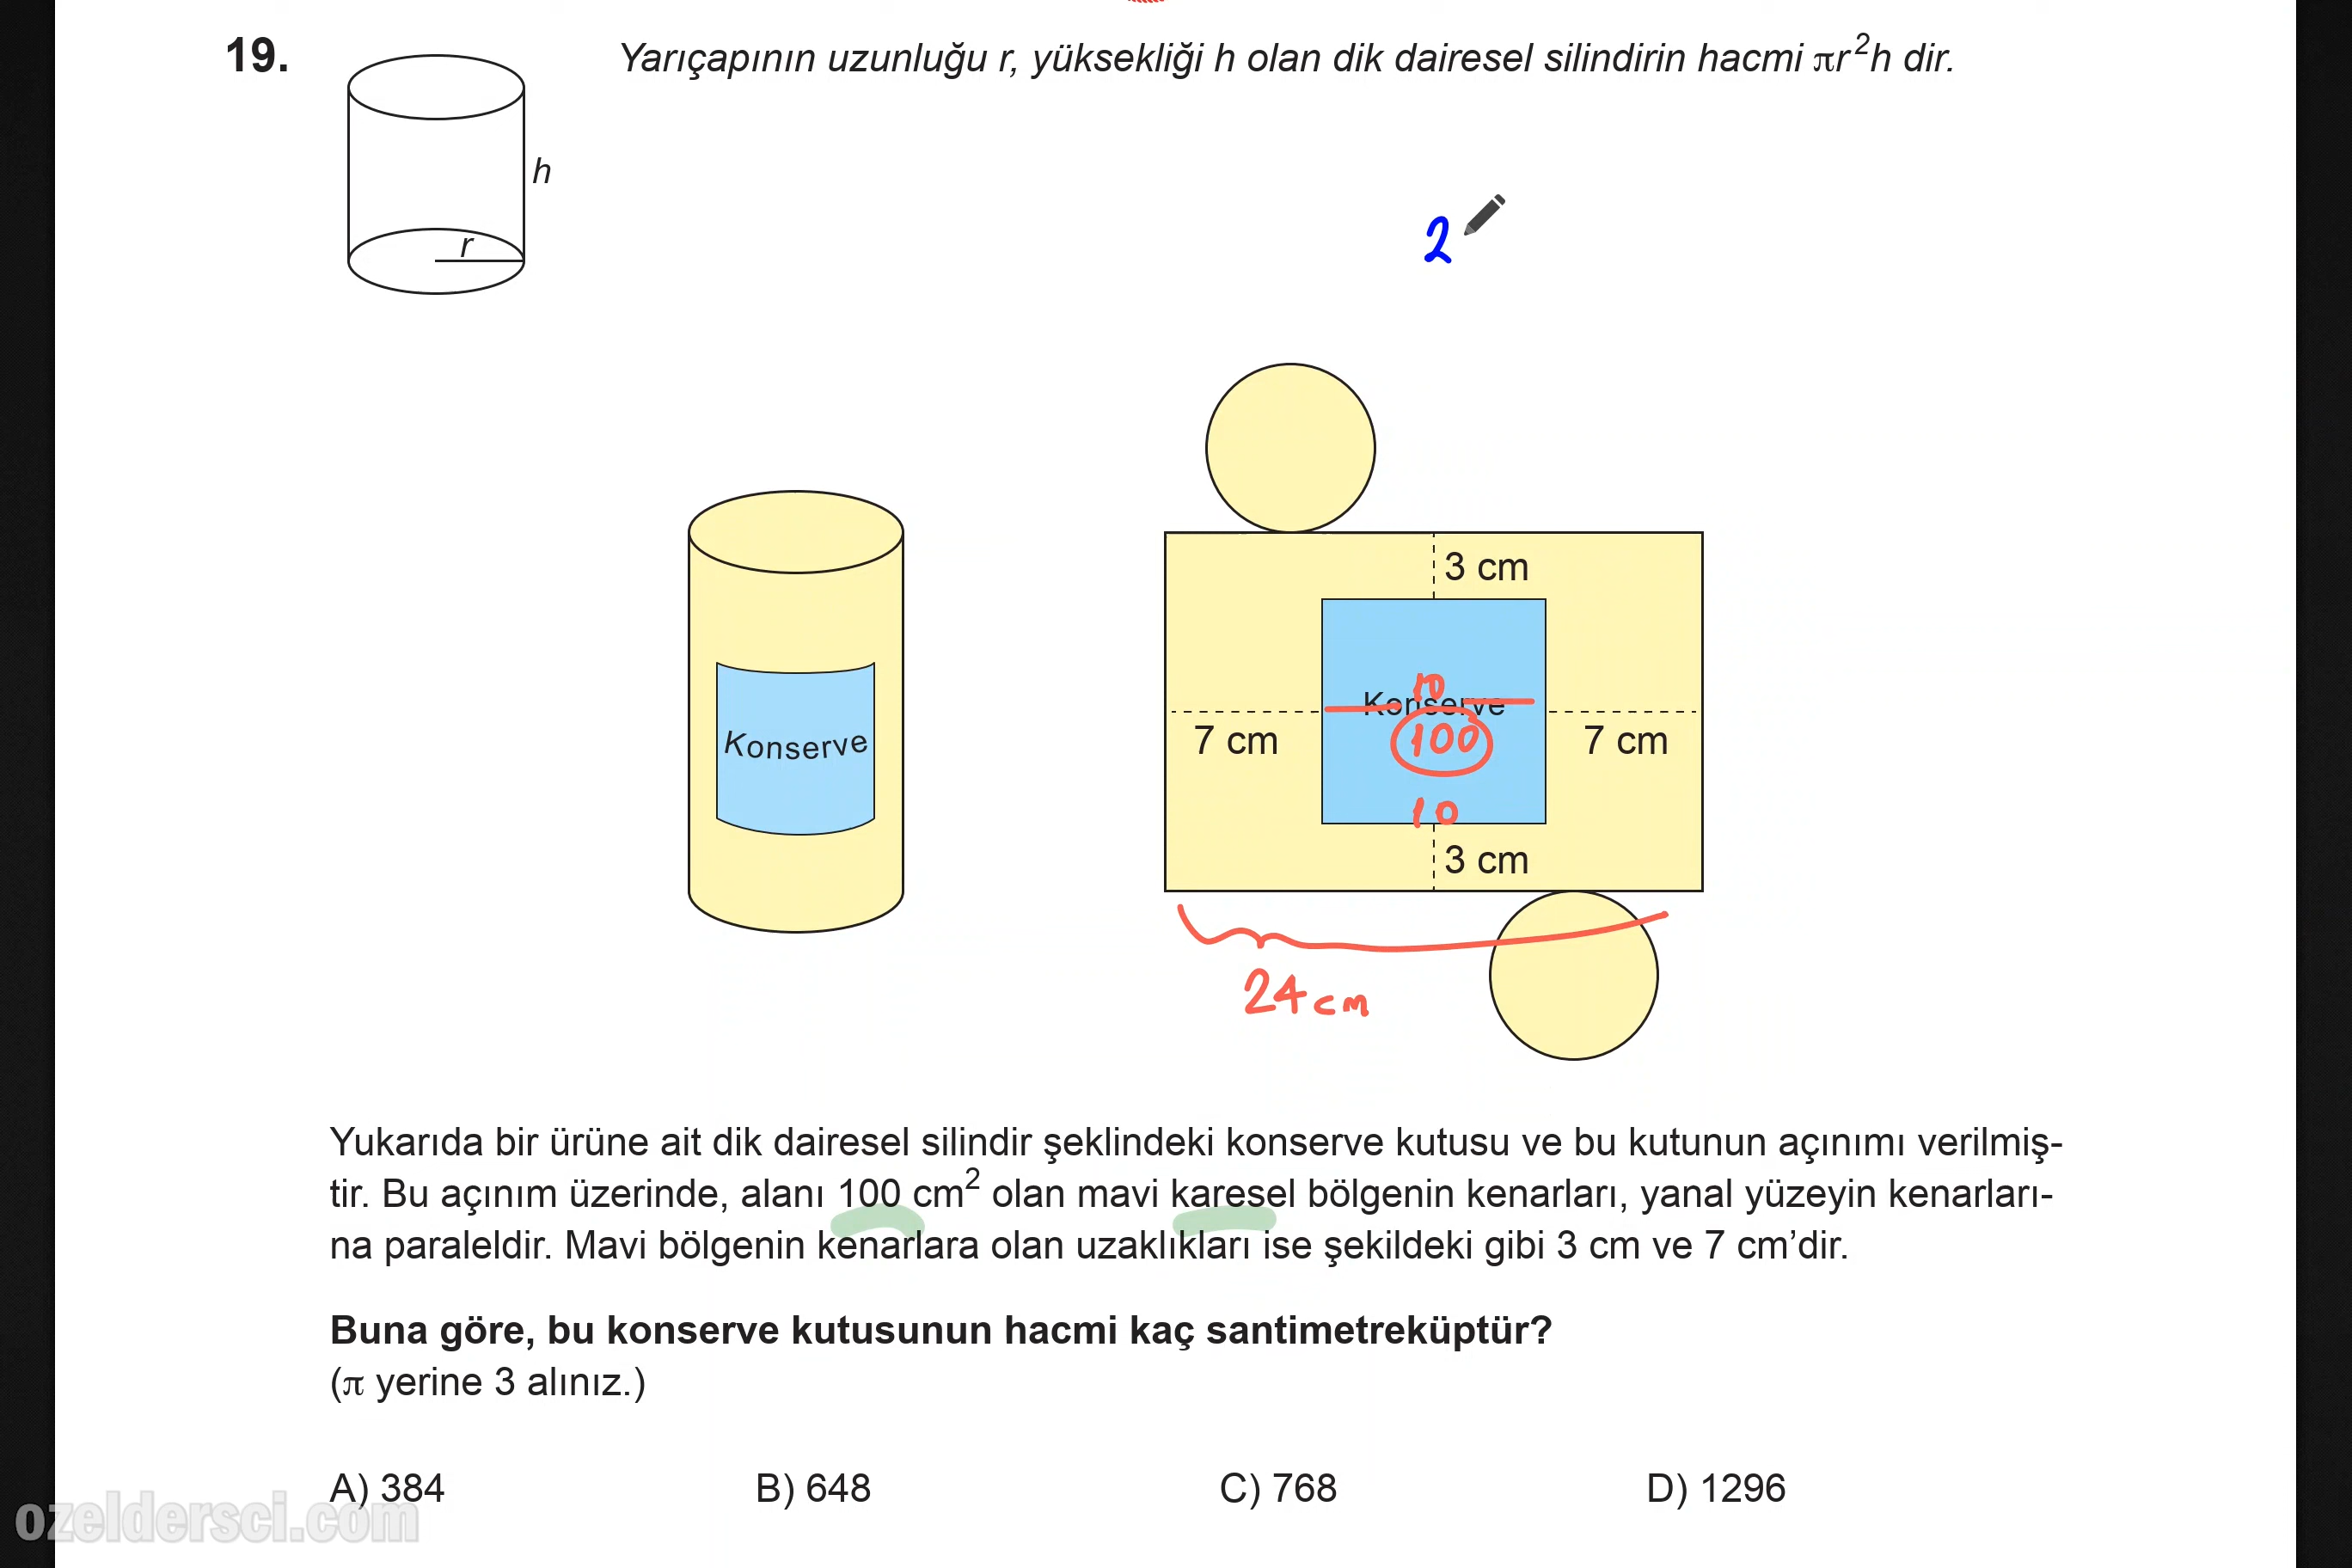 19.
Yarıçapının uzunluğu r, yüksekliği h olan dik dairesel silindirin hacmi πr²h dir.
h
r
2
3 cm
Konserve
10
Konserve
7 cm
100
7 cm
10
3 cm
24 cm
Yukarıda bir ürüne ait dik dairesel silindir şeklindeki konserve kutusu ve bu kutunun açınımı verilmiş-
tir. Bu açınım üzerinde, alanı 100 cm² olan mavi karesel bölgenin kenarları, yanal yüzeyin kenarları-
na paraleldir. Mavi bölgenin kenarlara olan uzaklıkları ise şekildeki gibi 3 cm ve 7 cm’dir.
Buna göre, bu konserve kutusunun hacmi kaç santimetreküptür?
(π yerine 3 alınız.)
A) 384 B) 648 C) 768 D) 1296
ozeldersci.com